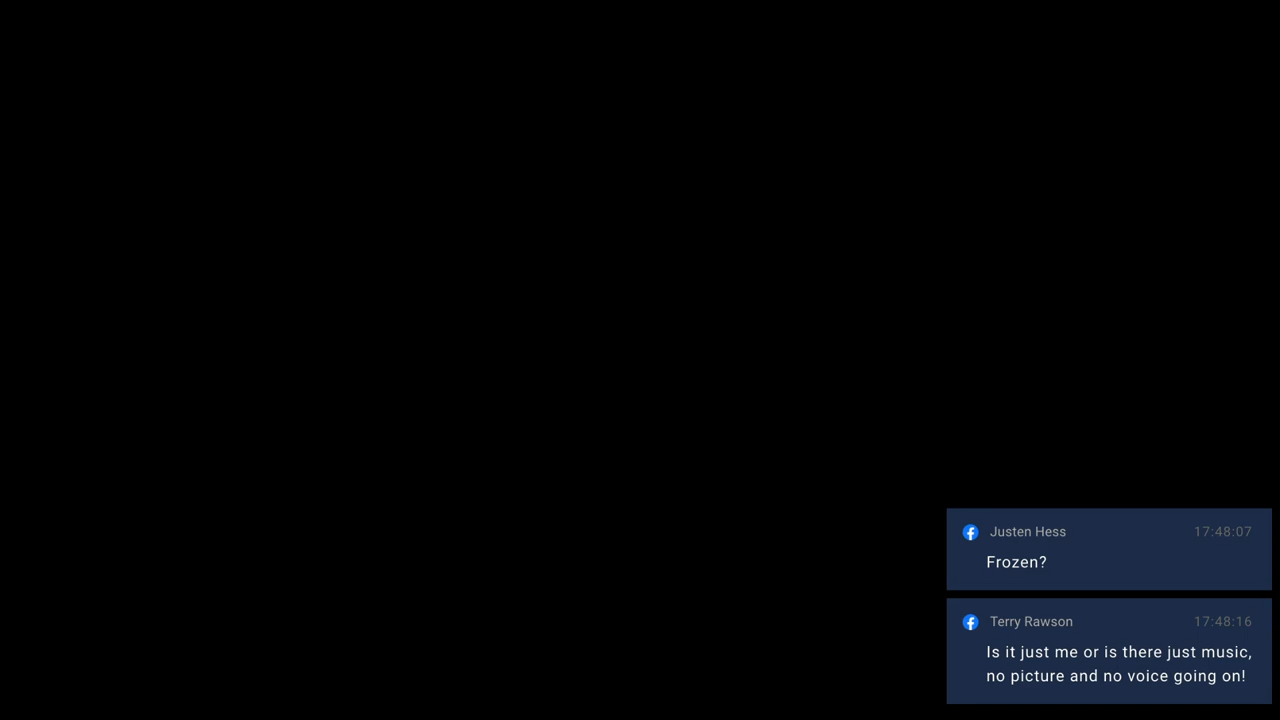 Justen Hess 17:48:07
Frozen?
Terry Rawson 17:48:16
Is it just me or is there just music,
no picture and no voice going on!